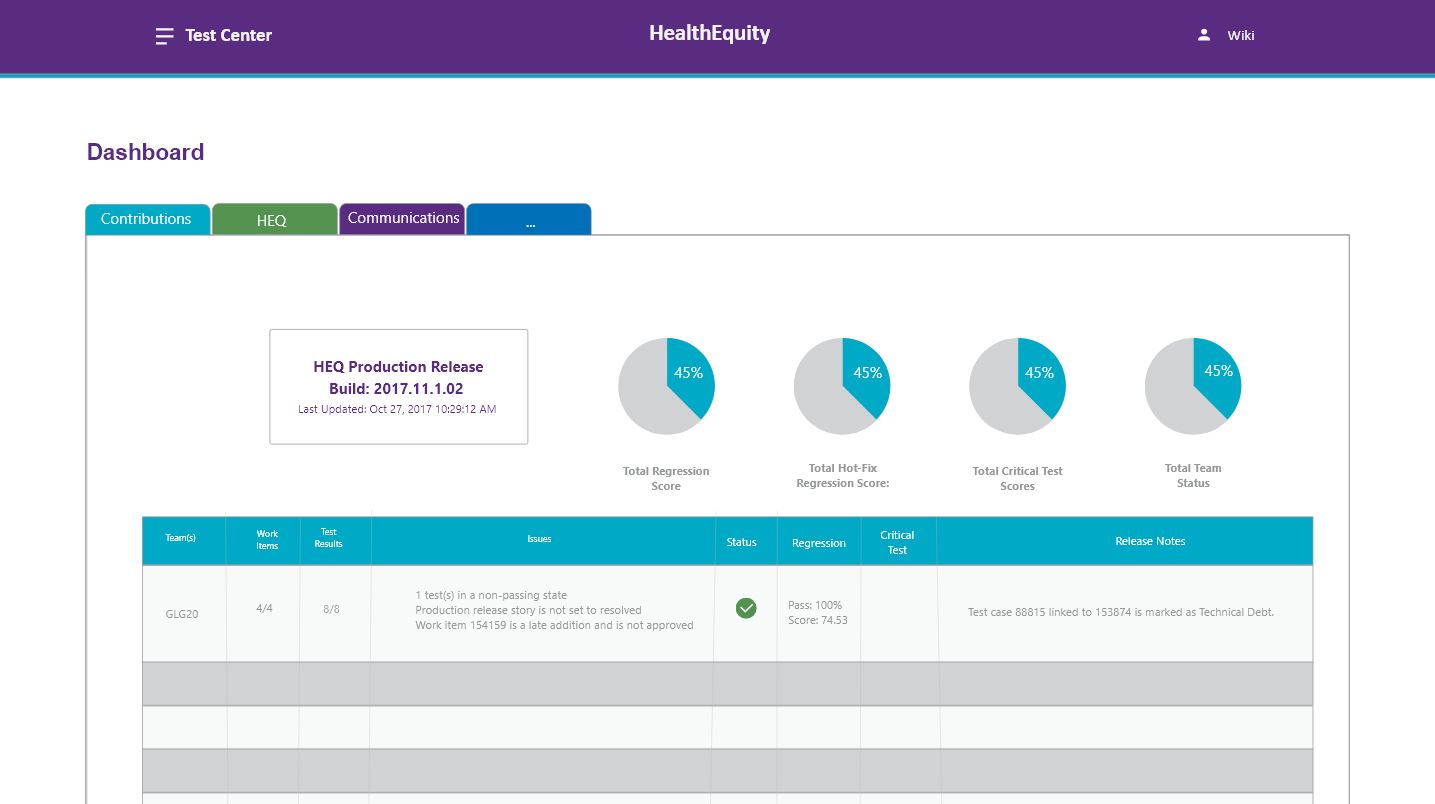 Test Center
HealthEquity
Wiki
Dashboard
Contributions
HEQ
Communications
...
HEQ Production Release
Build: 2017.11.1.02
Last Updated: Oct 27, 2017 10:29:12 AM
45%
45%
45%
45%
Total Regression
Score
Total Hot-Fix
Regression Score:
Total Critical Test
Scores
Total Team
Status
Team(s)
Work
Items
Test
Results
Issues
Status
Regression
Critical
Test
Release Notes
GLG20
4/4
8/8
1 test(s) in a non-passing state
Production release story is not set to resolved
Work item 154159 is a late addition and is not approved
Pass: 100%
Score: 74.53
Test case 88815 linked to 153874 is marked as Technical Debt.